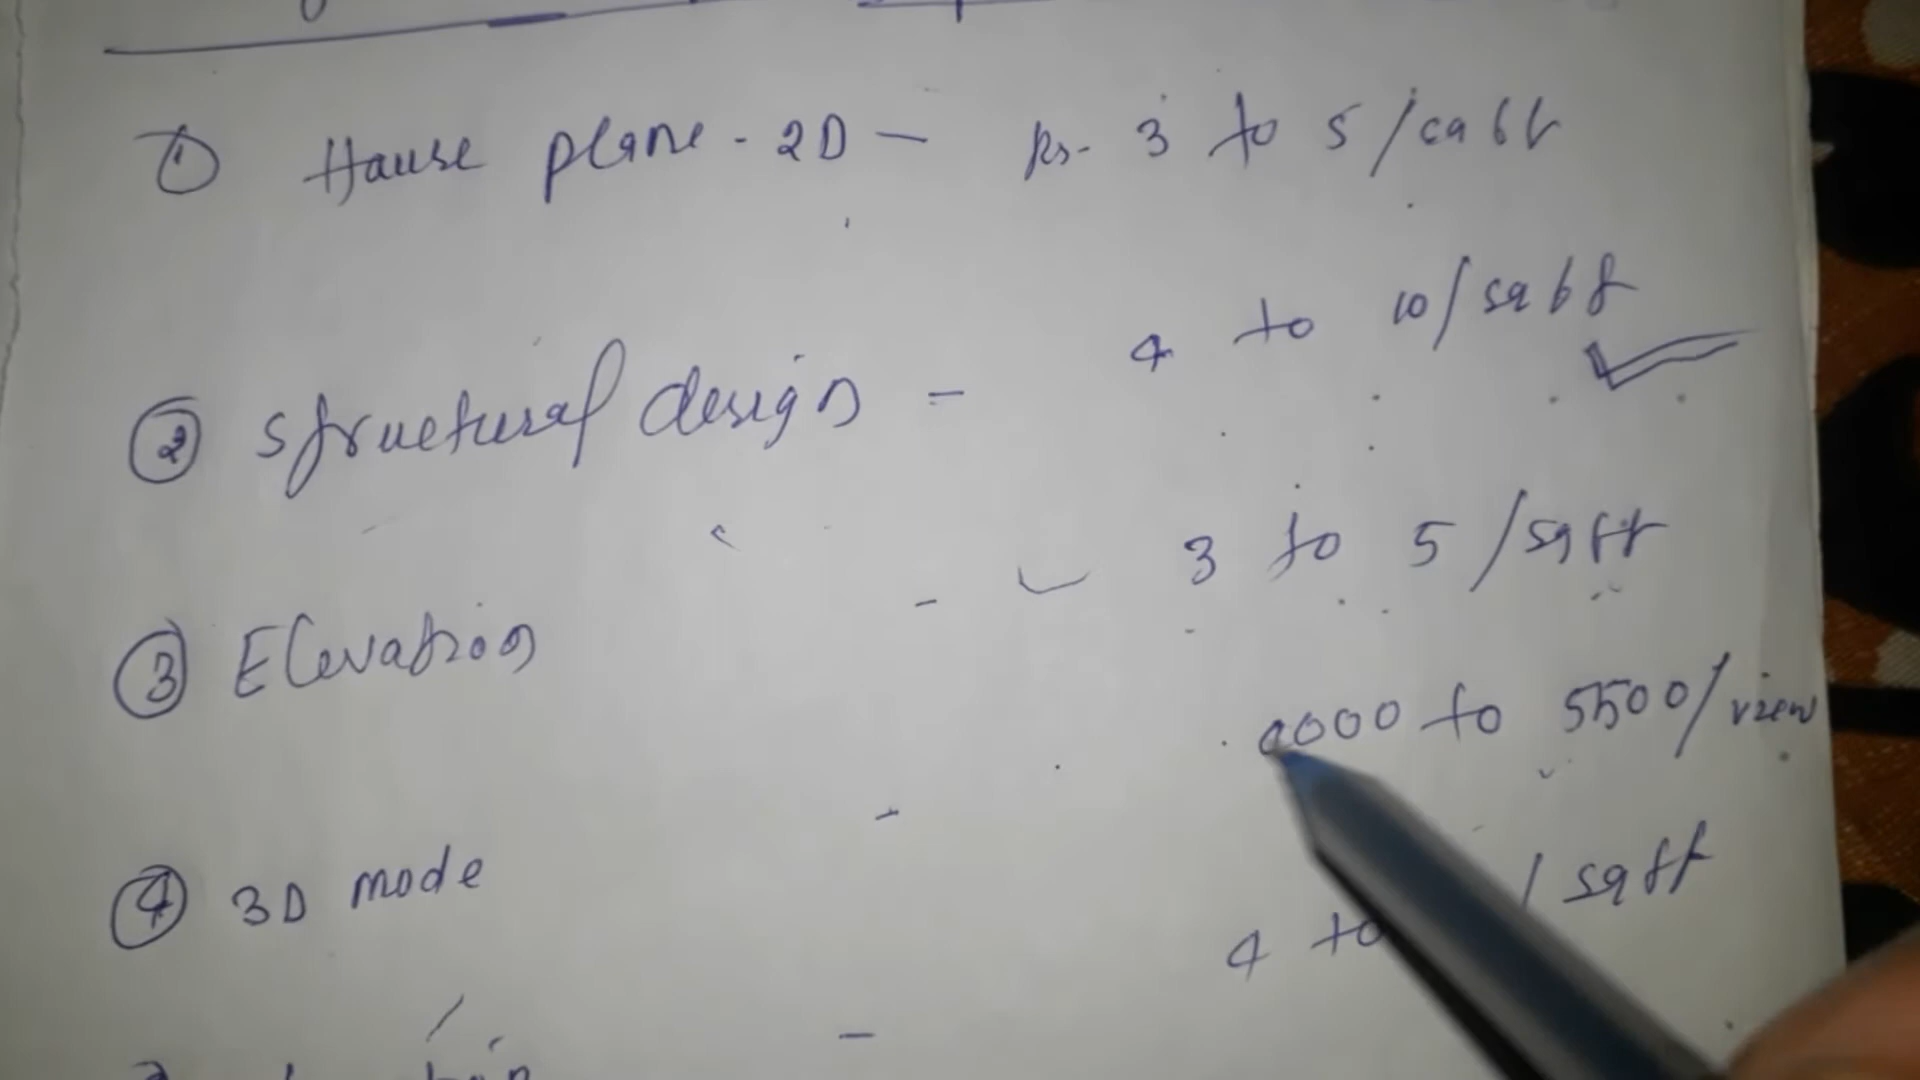 ① Hause plane - 2D - Rs. 3 to 5 / sqft
② Structural design - 4 to 10 / sqft
③ Elevation - 3 to 5 / sqft
④ 3D mode - 4000 to 5500 / view
4 to / sqft